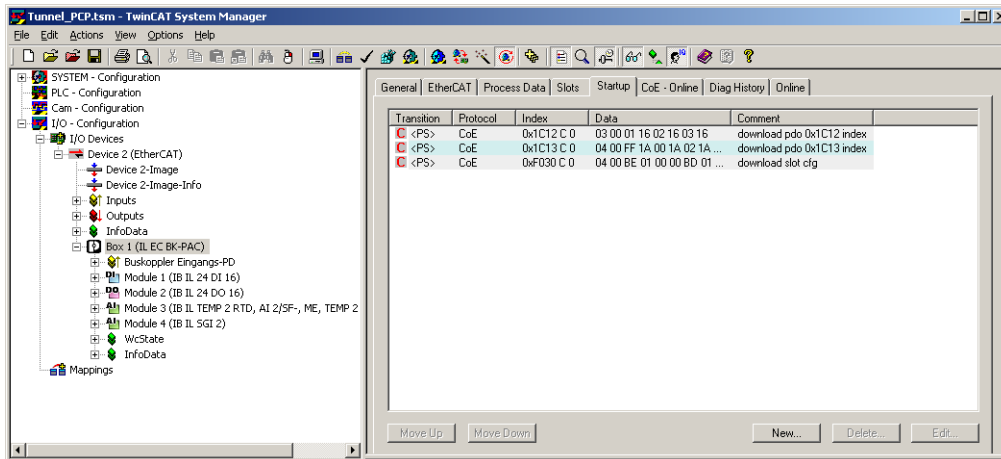 Tunnel_PCP.tsm - TwinCAT System Manager
File Edit Actions View Options Help
SYSTEM - Configuration
PLC - Configuration
Cam - Configuration
I/O - Configuration
I/O Devices
Device 2 (EtherCAT)
Device 2-Image
Device 2-Image-Info
Inputs
Outputs
InfoData
Box 1 (IL EC BK-PAC)
Buskoppler Eingangs-PD
Module 1 (IB IL 24 DI 16)
Module 2 (IB IL 24 DO 16)
Module 3 (IB IL TEMP 2 RTD, AI 2/SF-, ME, TEMP 2
Module 4 (IB IL SGI 2)
WcState
InfoData
Mappings
General EtherCAT Process Data Slots Startup CoE - Online Diag History Online
Transition Protocol Index Data Comment
C <PS> CoE 0x1C12 C 0 03 00 01 16 02 16 03 16 download pdo 0x1C12 index
C <PS> CoE 0x1C13 C 0 04 00 FF 1A 00 1A 02 1A ... download pdo 0x1C13 index
C <PS> CoE 0xF030 C 0 04 00 BE 01 00 00 BD 01 ... download slot cfg
Move Up Move Down New... Delete... Edit...